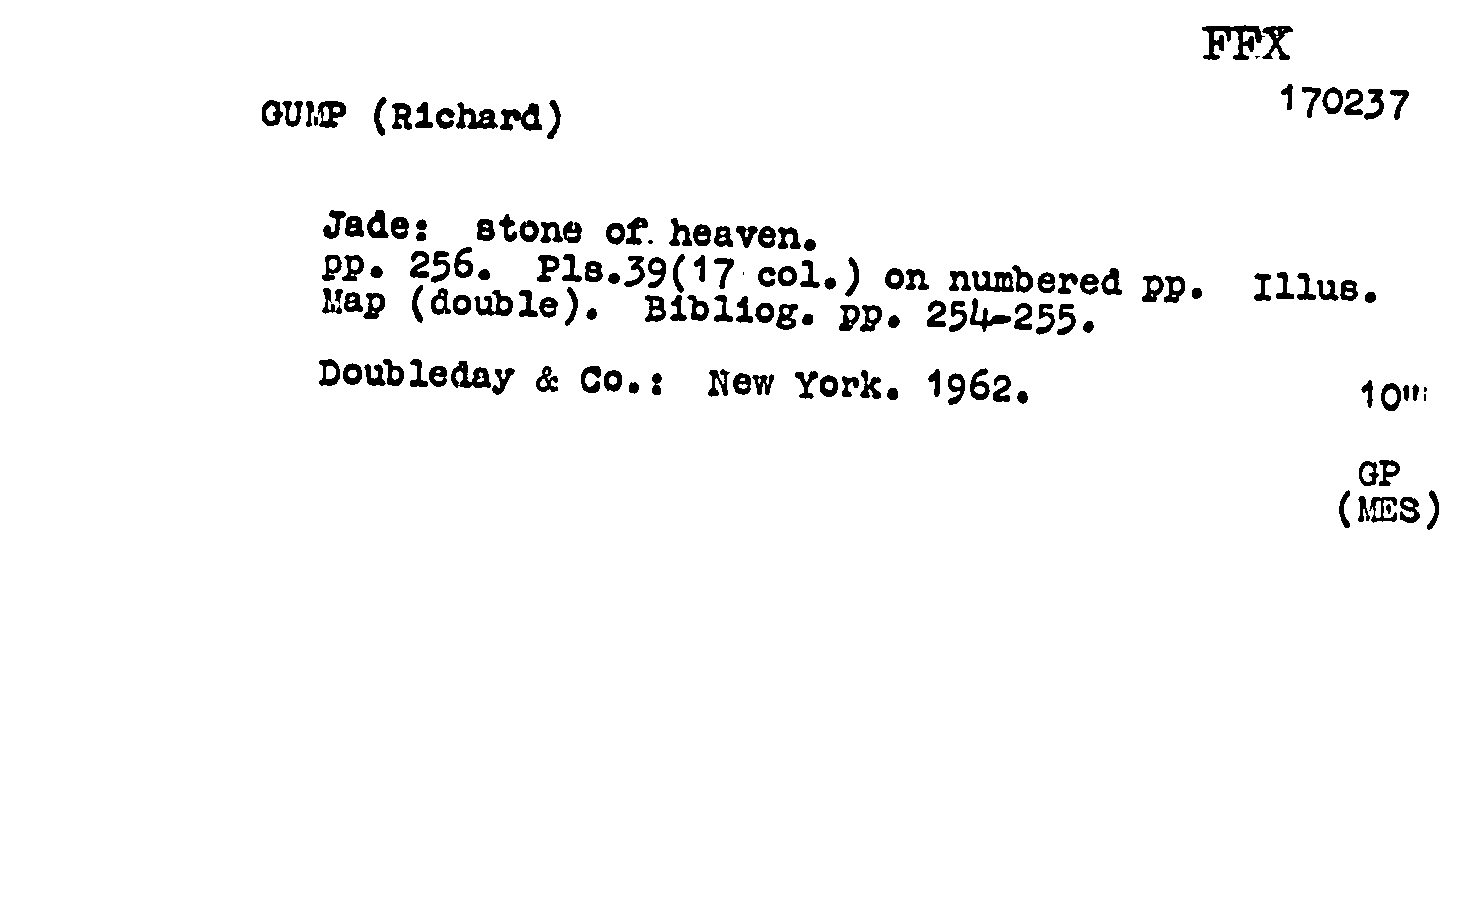 FFX
170237
GUMP (Richard)
Jade:  stone of heaven.
pp. 256.  Pls.39(17 col.) on numbered pp.  Illus.
Map (double).  Bibliog. pp. 254-255.
Doubleday & Co.:  New York. 1962.
10"
GP
(MES)